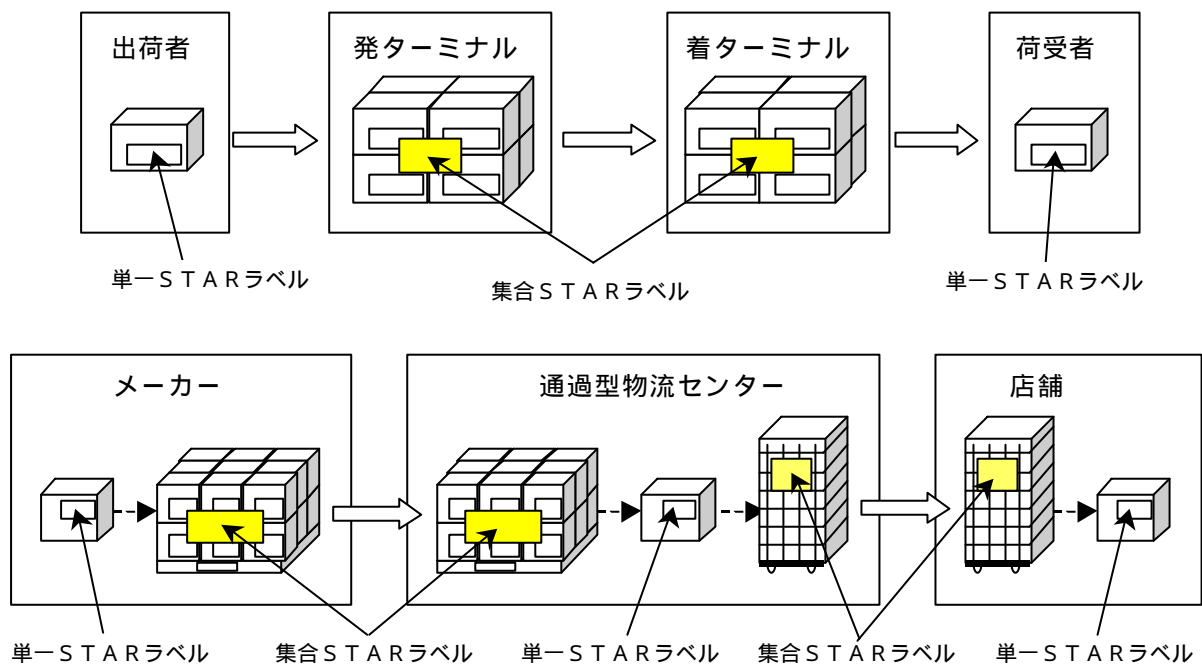 出荷者
発ターミナル
着ターミナル
荷受者
単一ＳＴＡＲラベル
集合ＳＴＡＲラベル
単一ＳＴＡＲラベル
メーカー
通過型物流センター
店舗
単一ＳＴＡＲラベル
集合ＳＴＡＲラベル
単一ＳＴＡＲラベル
集合ＳＴＡＲラベル
単一ＳＴＡＲラベル